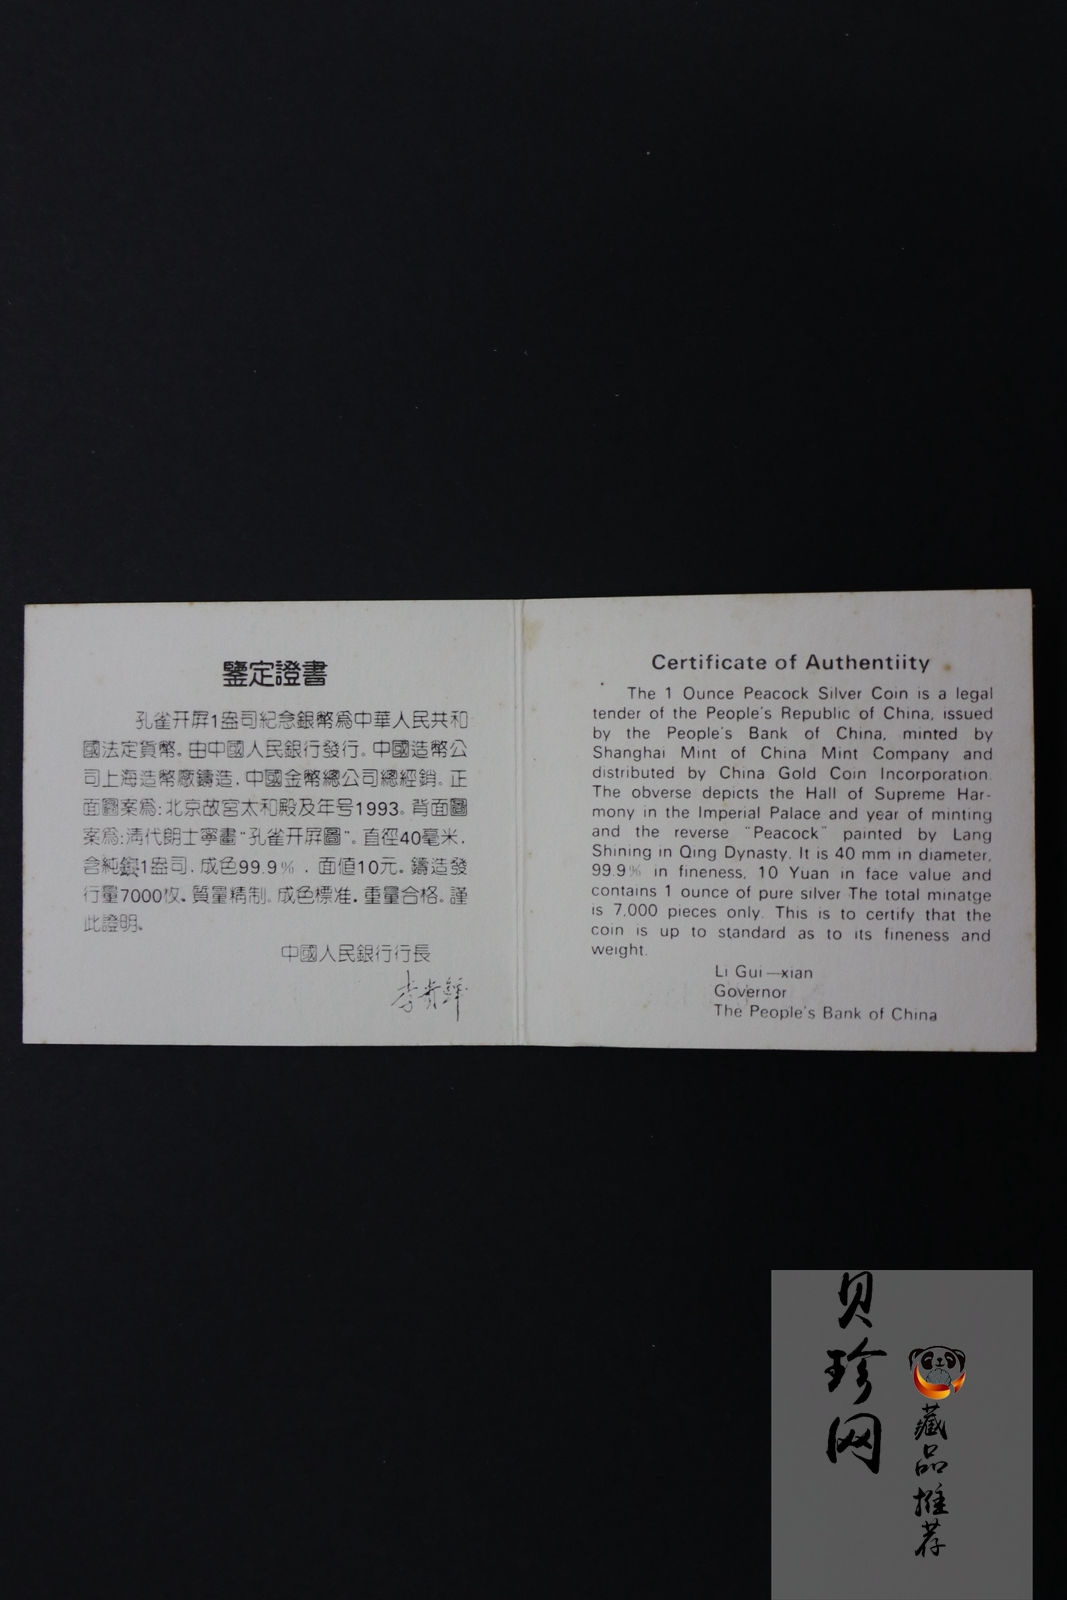 鑒定證書
孔雀开屏1盎司紀念銀幣爲中華人民共和
國法定貨幣。由中國人民銀行發行。中國造幣公
司上海造幣廠鑄造，中國金幣總公司總經銷。正
面圖案爲：北京故宮太和殿及年号1993。背面圖
案爲：清代朗士寧畫“孔雀开屏圖”。直徑40毫米，
含純銀1盎司，成色99.9%，面值10元。鑄造發
行量7000枚。質量精制。成色標准，重量合格。謹
此證明。
中國人民銀行行長
李貴鮮
Certificate of Authentiity
The 1 Ounce Peacock Silver Coin is a legal
tender of the People's Republic of China, issued
by the People's Bank of China, minted by
Shanghai Mint of China Mint Company and
distributed by China Gold Coin Incorporation.
The obverse depicts the Hall of Supreme Har-
mony in the Imperial Palace and year of minting
and the reverse "Peacock" painted by Lang
Shining in Qing Dynasty. It is 40 mm in diameter,
99.9% in fineness, 10 Yuan in face value and
contains 1 ounce of pure silver The total minatge
is 7,000 pieces only. This is to certify that the
coin is up to standard as to its fineness and
weight.
Li Gui—xian
Governor
The People's Bank of China
贝珍网
藏品推荐